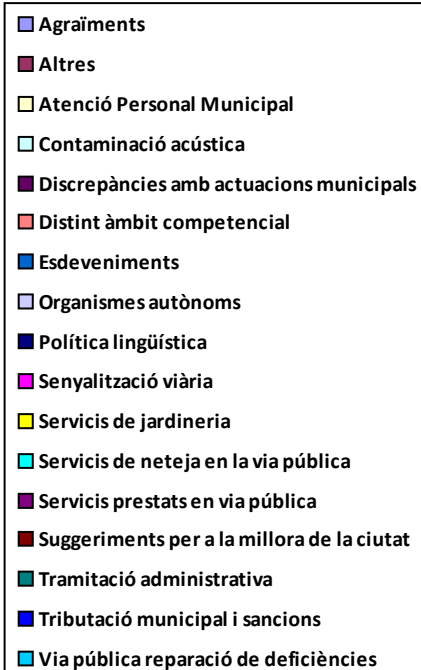 Agraïments
Altres
Atenció Personal Municipal
Contaminació acústica
Discrepàncies amb actuacions municipals
Distint àmbit competencial
Esdeveniments
Organismes autònoms
Política lingüística
Senyalització viària
Servicis de jardineria
Servicis de neteja en la via pública
Servicis prestats en via pública
Suggeriments per a la millora de la ciutat
Tramitació administrativa
Tributació municipal i sancions
Via pública reparació de deficiències